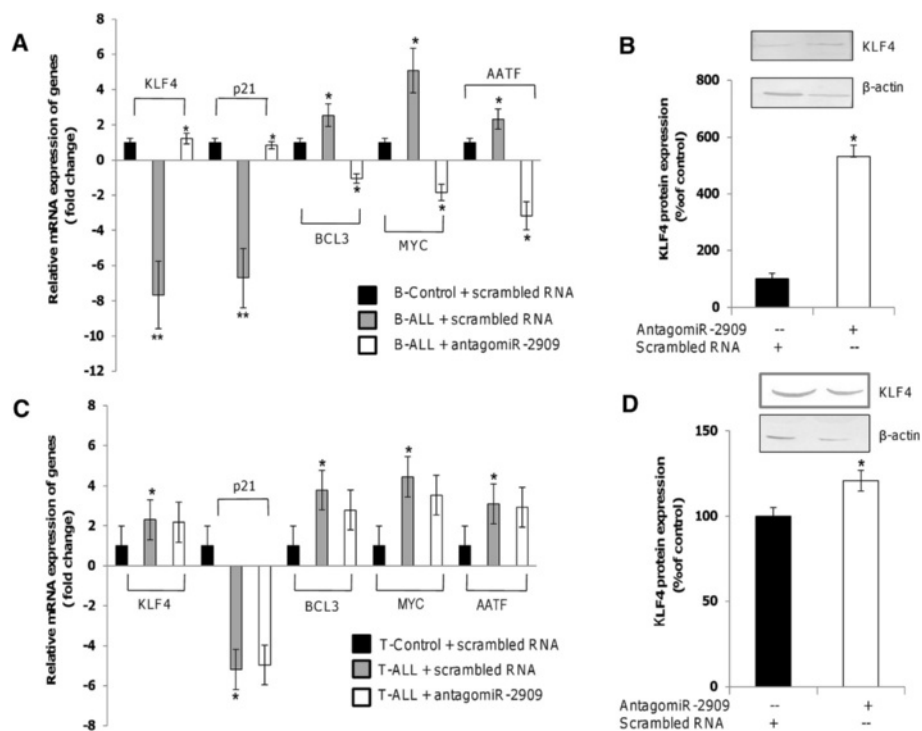 A
Relative mRNA expression of genes
(fold change)
8
6
4
2
0
-2
-4
-6
-8
-10
-12
KLF4
p21
AATF
BCL3
MYC
*
*
*
*
*
*
*
*
**
**
B-Control + scrambled RNA
B-ALL + scrambled RNA
B-ALL + antagomiR-2909
B
KLF4
β-actin
KLF4 protein expression
(%of control)
800
600
400
200
0
*
AntagomiR-2909 -- +
Scrambled RNA + --
C
Relative mRNA expression of genes
(fold change)
8
6
4
2
0
-2
-4
-6
-8
p21
*
*
*
*
*
KLF4
BCL3
MYC
AATF
T-Control + scrambled RNA
T-ALL + scrambled RNA
T-ALL + antagomiR-2909
D
KLF4
β-actin
KLF4 protein expression
(%of control)
150
100
50
0
*
AntagomiR-2909 -- +
Scrambled RNA + --